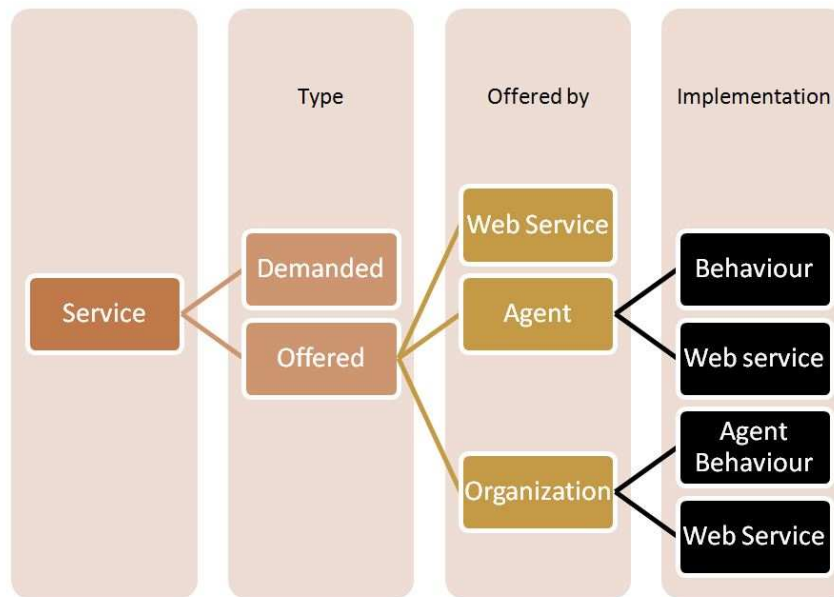 Type
Offered by
Implementation
Service
Demanded
Offered
Web Service
Agent
Organization
Behaviour
Web service
Agent
Behaviour
Web Service